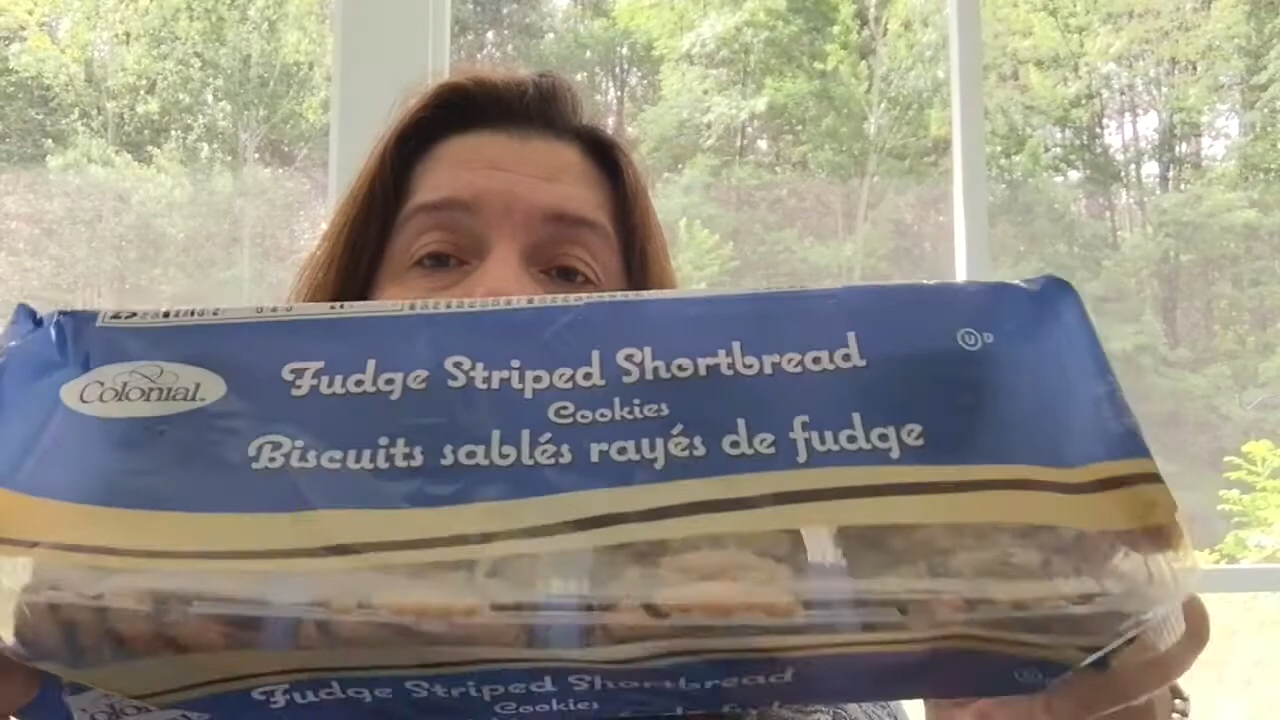 Colonial
Fudge Striped Shortbread
Cookies
Biscuits sablés rayés de fudge
U D
Fudge Striped Shortbread
Cookies